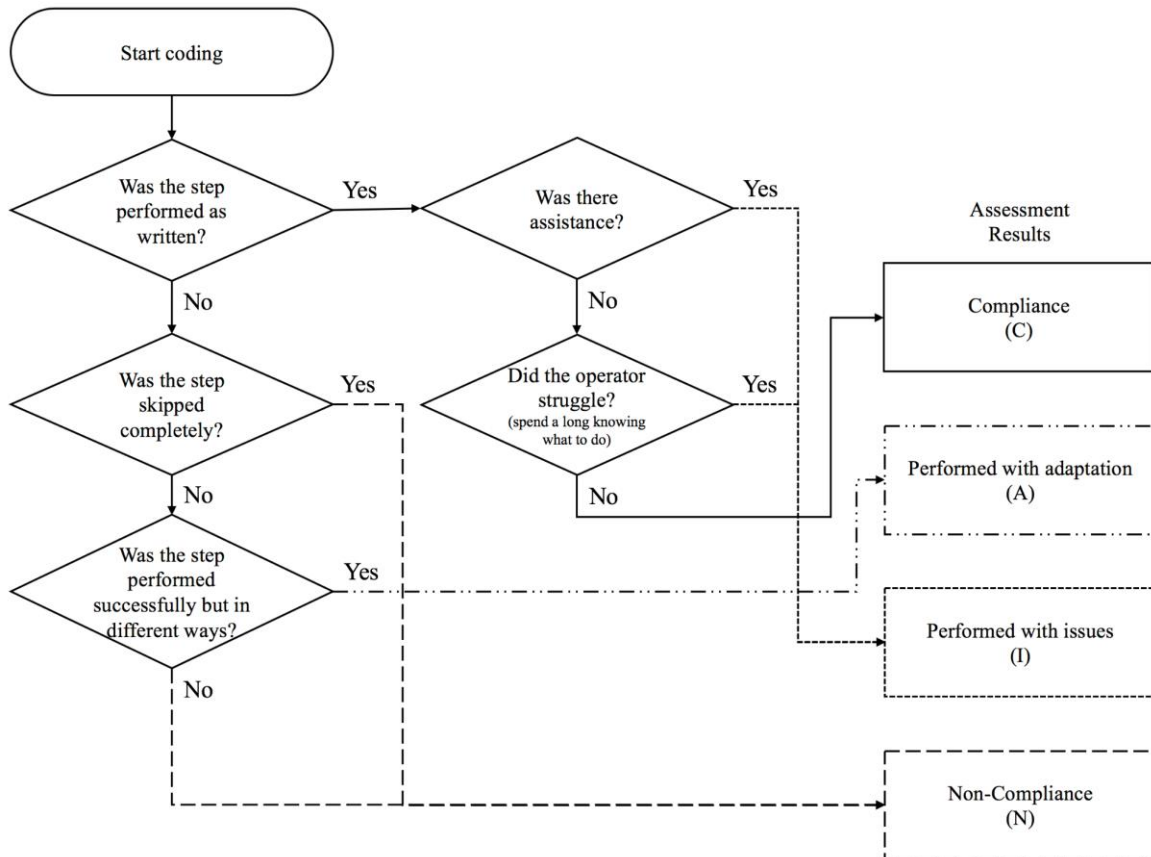 Start coding
Was the step
performed as
written?
Yes
Was there
assistance?
Yes
Assessment
Results
No
No
Compliance
(C)
Was the step
skipped
completely?
Yes
Did the operator
struggle?
(spend a long knowing
what to do)
Yes
No
No
Performed with adaptation
(A)
Was the step
performed
successfully but in
different ways?
Yes
Performed with issues
(I)
No
Non-Compliance
(N)